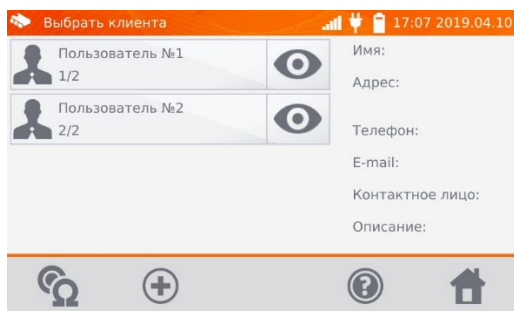 Выбрать клиента
17:07 2019.04.10
Пользователь №1
1/2
Пользователь №2
2/2
Имя:
Адрес:
Телефон:
E-mail:
Контактное лицо:
Описание: